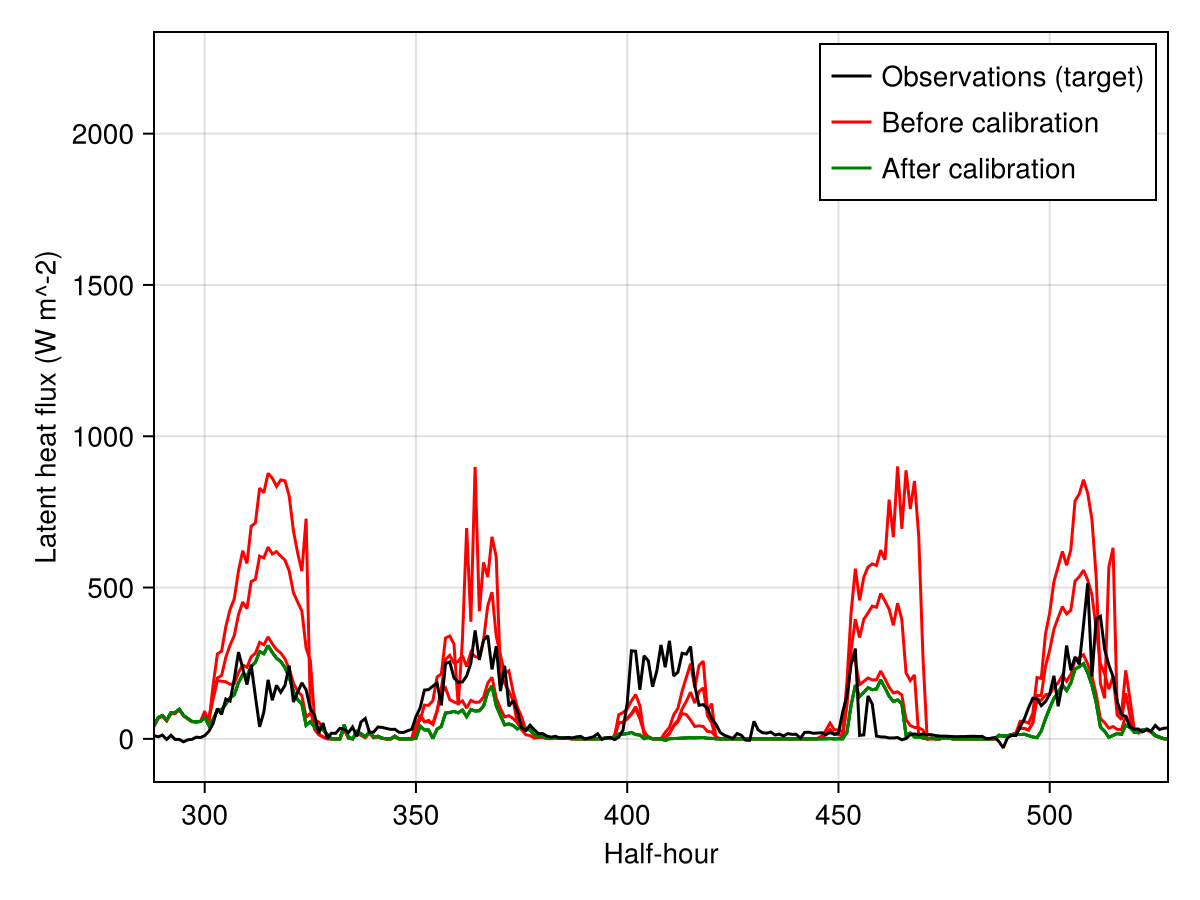 Observations (target)
Before calibration
After calibration
Latent heat flux (W m^-2)
2000
1500
1000
500
0
300
350
400
450
500
Half-hour